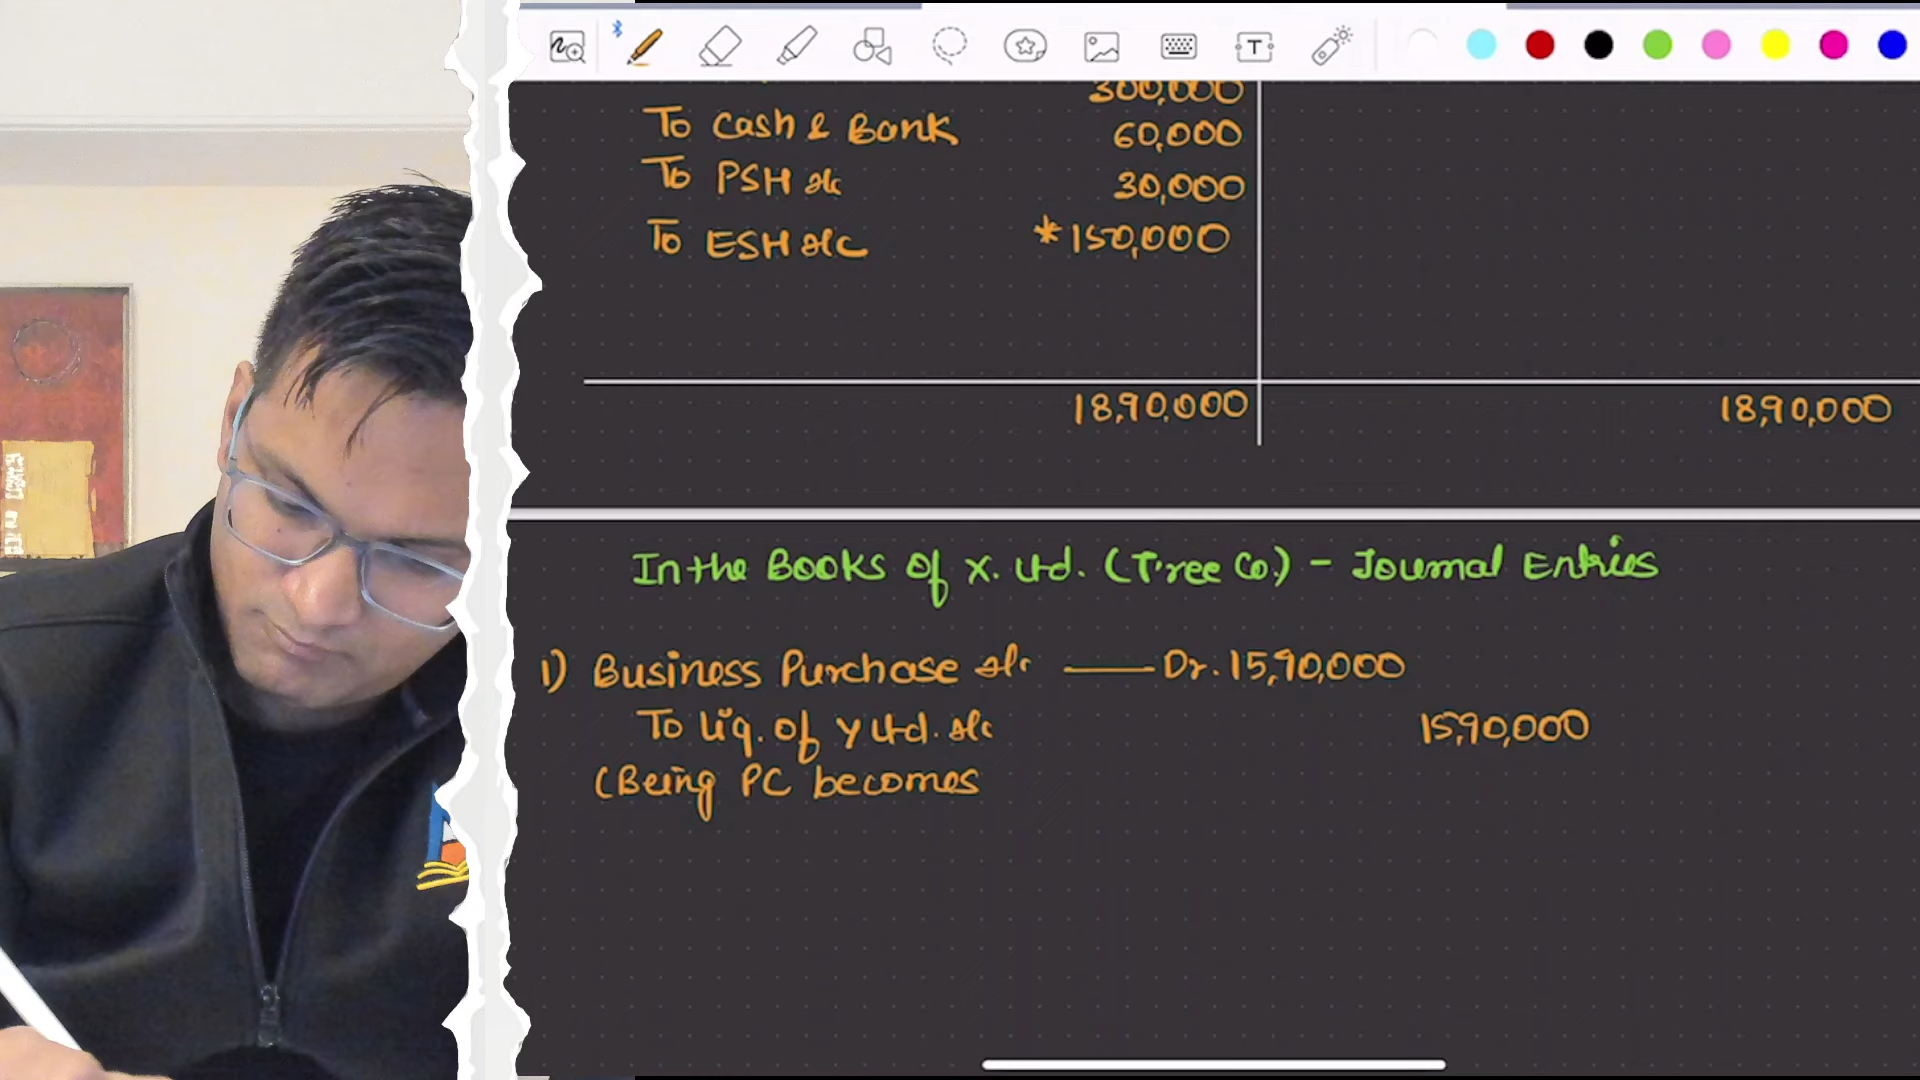 300,000
To Cash & Bank 60,000
To PSH a/c 30,000
To ESH a/c *150,000
18,90,000 18,90,000
In the Books of X. Ltd. (T'ree Co.) - Journal Entries
1) Business Purchase a/c —— Dr. 15,90,000
To Liq. of Y Ltd. a/c 15,90,000
(Being PC becomes
T